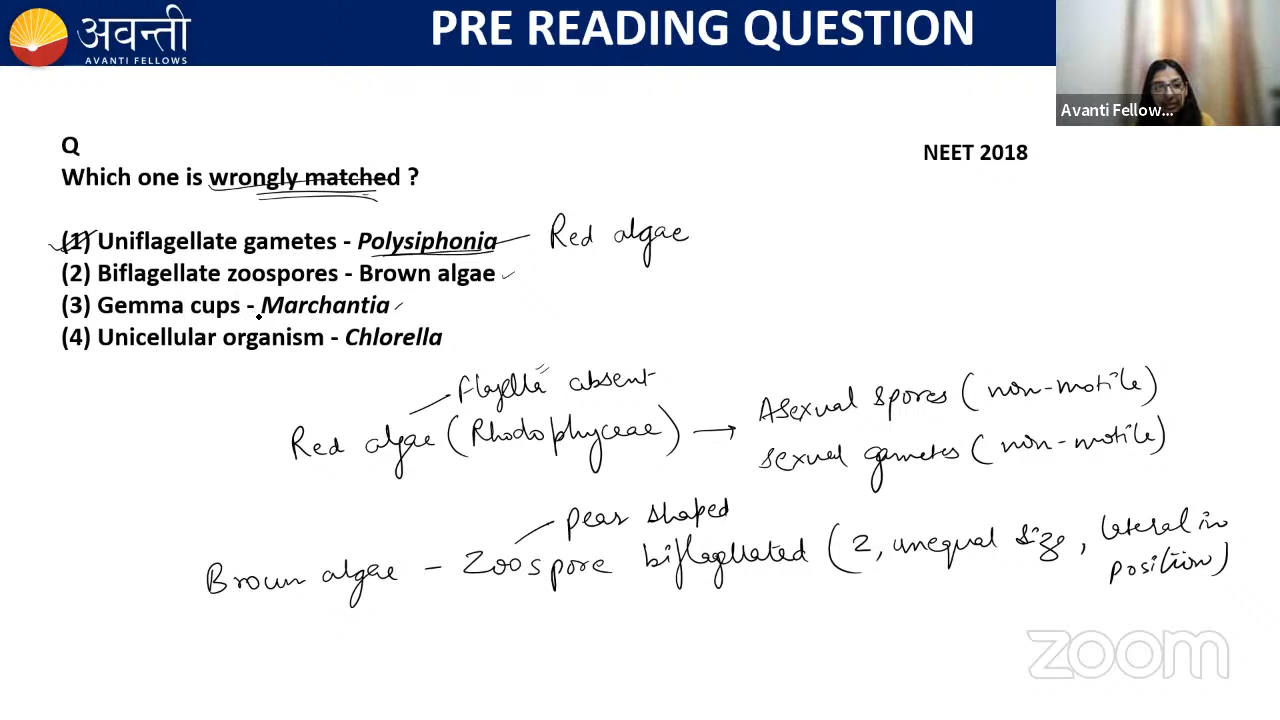 अवन्ती
AVANTI FELLOWS
PRE READING QUESTION
Avanti Fellow...
Q
NEET 2018
Which one is wrongly matched ?
(1) Uniflagellate gametes - Polysiphonia
Red algae
(2) Biflagellate zoospores - Brown algae
(3) Gemma cups - Marchantia
(4) Unicellular organism - Chlorella
Flagella absent
Red algae (Rhodophyceae) → Asexual spores (non-motile)
Sexual gametes (non-motile)
Pear shaped
Brown algae - Zoospore biflagellated (2, unequal size, lateral in
position)
zoom